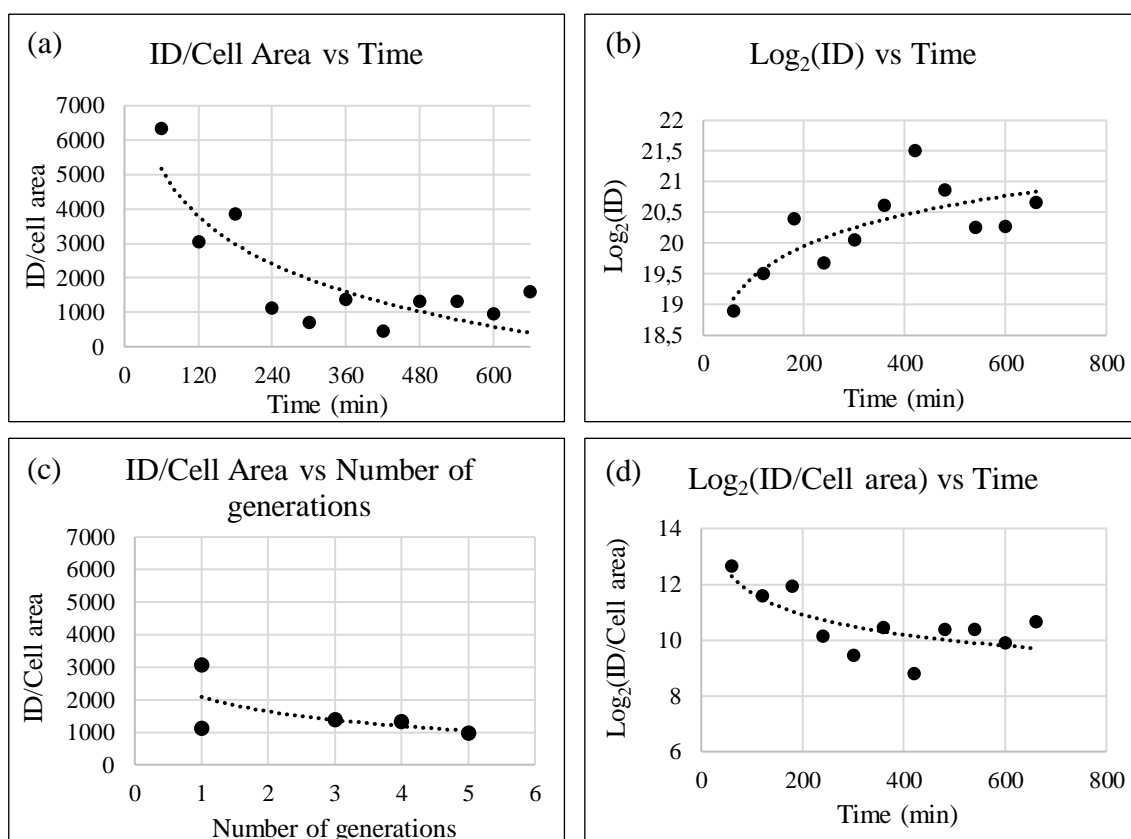 (a)
ID/Cell Area vs Time
ID/cell area
7000
6000
5000
4000
3000
2000
1000
0
0 120 240 360 480 600
Time (min)
(b)
Log₂(ID) vs Time
Log₂(ID)
22
21,5
21
20,5
20
19,5
19
18,5
0 200 400 600 800
Time (min)
(c)
ID/Cell Area vs Number of
generations
ID/Cell area
7000
6000
5000
4000
3000
2000
1000
0
0 1 2 3 4 5 6
Number of generations
(d)
Log₂(ID/Cell area) vs Time
Log₂(ID/Cell area)
14
12
10
8
6
0 200 400 600 800
Time (min)